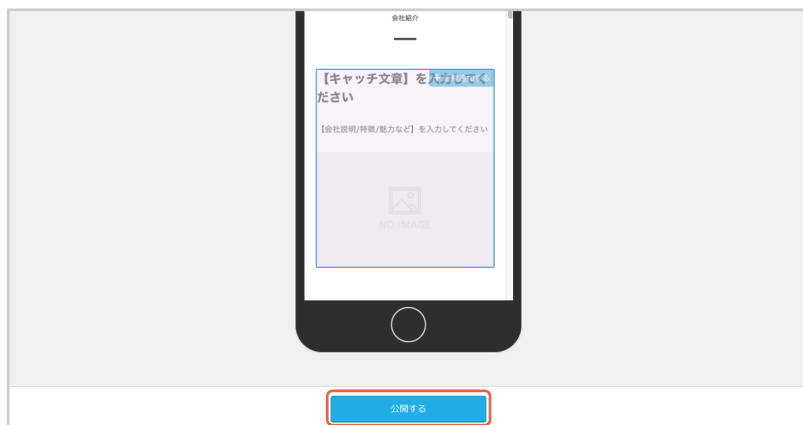 会社紹介
【キャッチ文章】を入力してく
ださい
【会社説明/特徴/魅力など】を入力してください
NO IMAGE
公開する